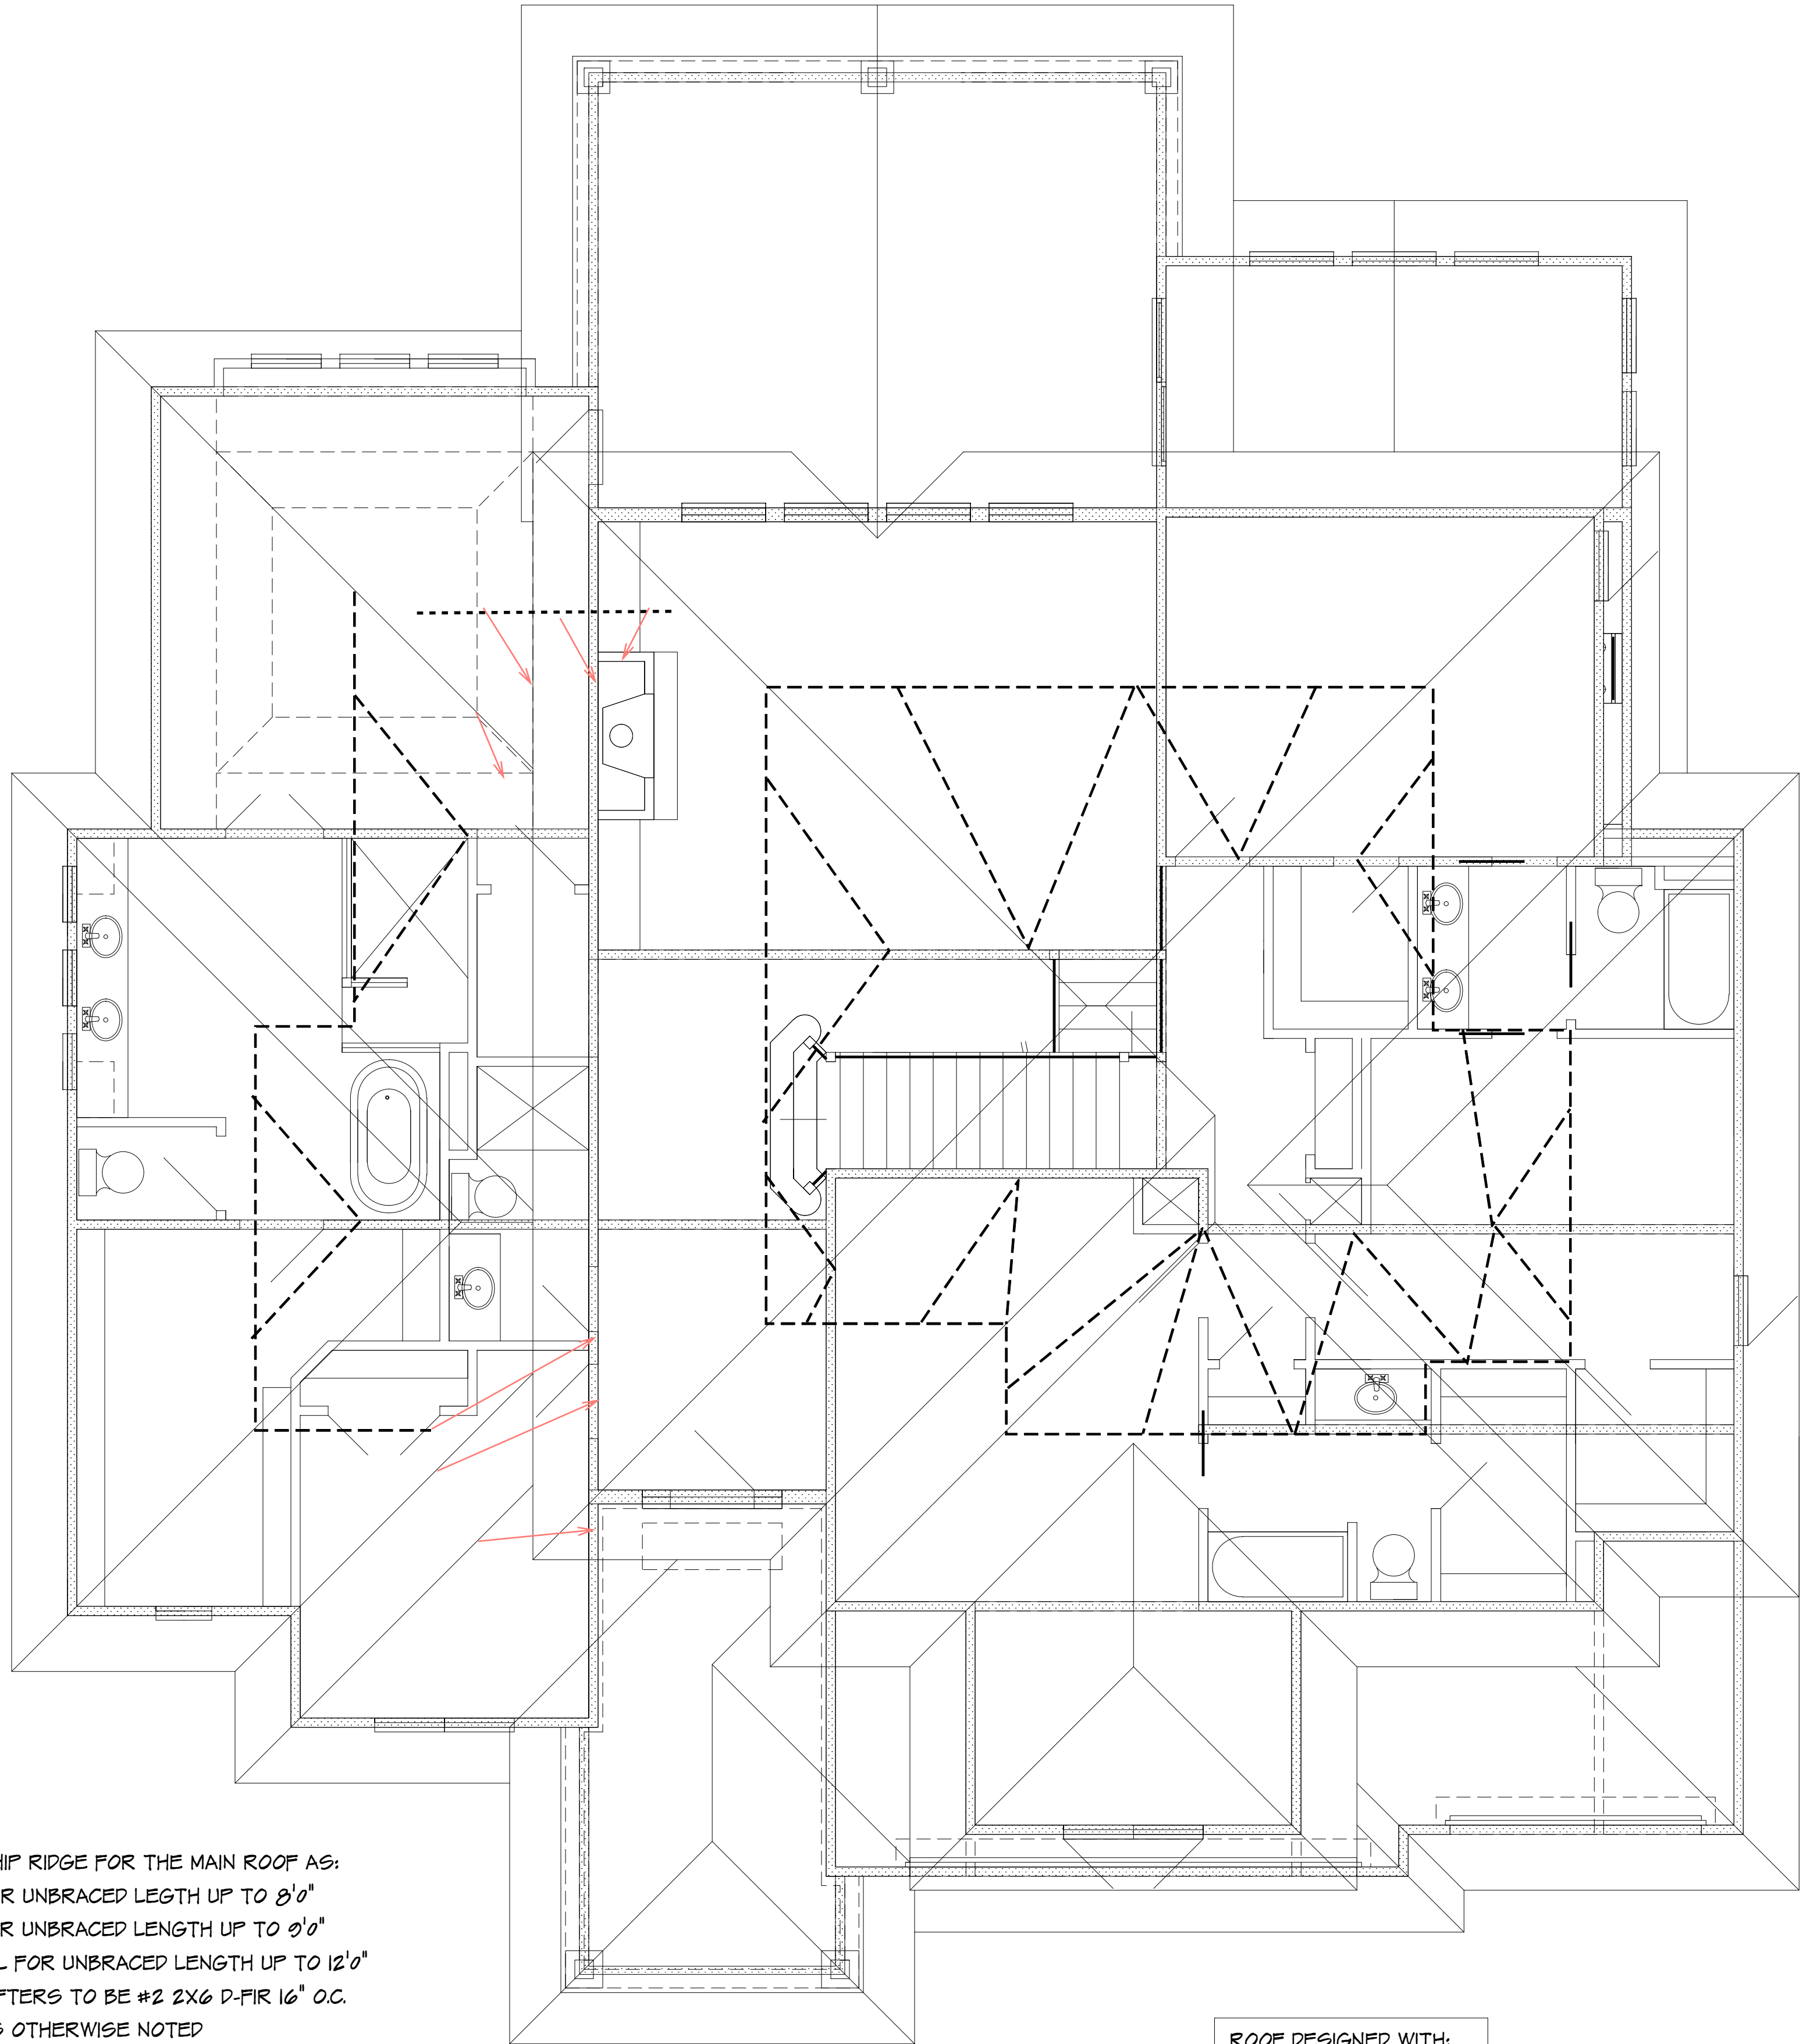 HIP RIDGE FOR THE MAIN ROOF AS:
R UNBRACED LEGTH UP TO 8'0"
R UNBRACED LENGTH UP TO 9'0"
L FOR UNBRACED LENGTH UP TO 12'0"
FTERS TO BE #2 2X6 D-FIR 16" O.C.
S OTHERWISE NOTED
ROOF DESIGNED WITH: